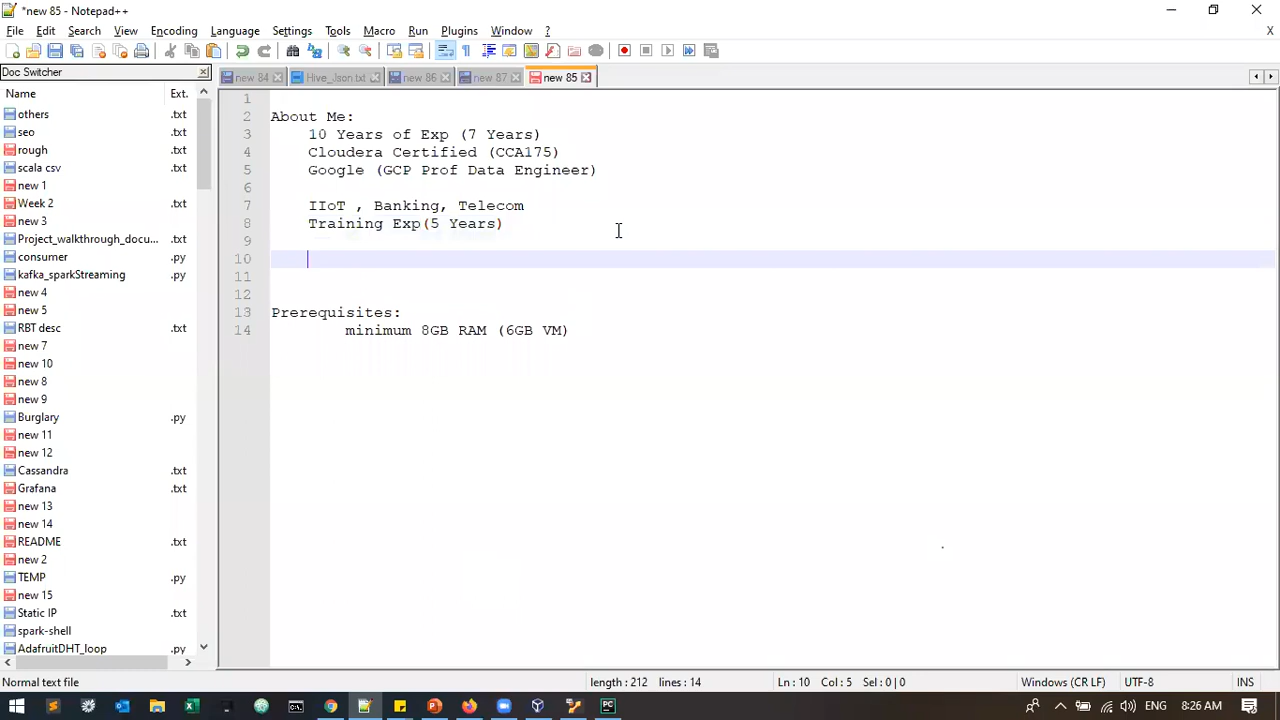 *new 85 - Notepad++
File Edit Search View Encoding Language Settings Tools Macro Run Plugins Window ? X
Doc Switcher
new 84 Hive_Json.txt new 86 new 87 new 85
Name Ext.
others .txt
seo .txt
rough .txt
scala csv .txt
new 1
Week 2 .txt
new 3
Project_walkthrough_docu... .txt
consumer .py
kafka_sparkStreaming .py
new 4
new 5
RBT desc .txt
new 7
new 10
new 8
new 9
Burglary .py
new 11
new 12
Cassandra .txt
Grafana .txt
new 13
new 14
README .txt
new 2
TEMP .py
new 15
Static IP .txt
spark-shell .txt
AdafruitDHT_loop .py
1
2 About Me:
3 10 Years of Exp (7 Years)
4 Cloudera Certified (CCA175)
5 Google (GCP Prof Data Engineer)
6
7 IIoT , Banking, Telecom
8 Training Exp(5 Years)
9
10
11
12
13 Prerequisites:
14 minimum 8GB RAM (6GB VM)
Normal text file length : 212 lines : 14 Ln : 10 Col : 5 Sel : 0 | 0 Windows (CR LF) UTF-8 INS
ENG 8:26 AM